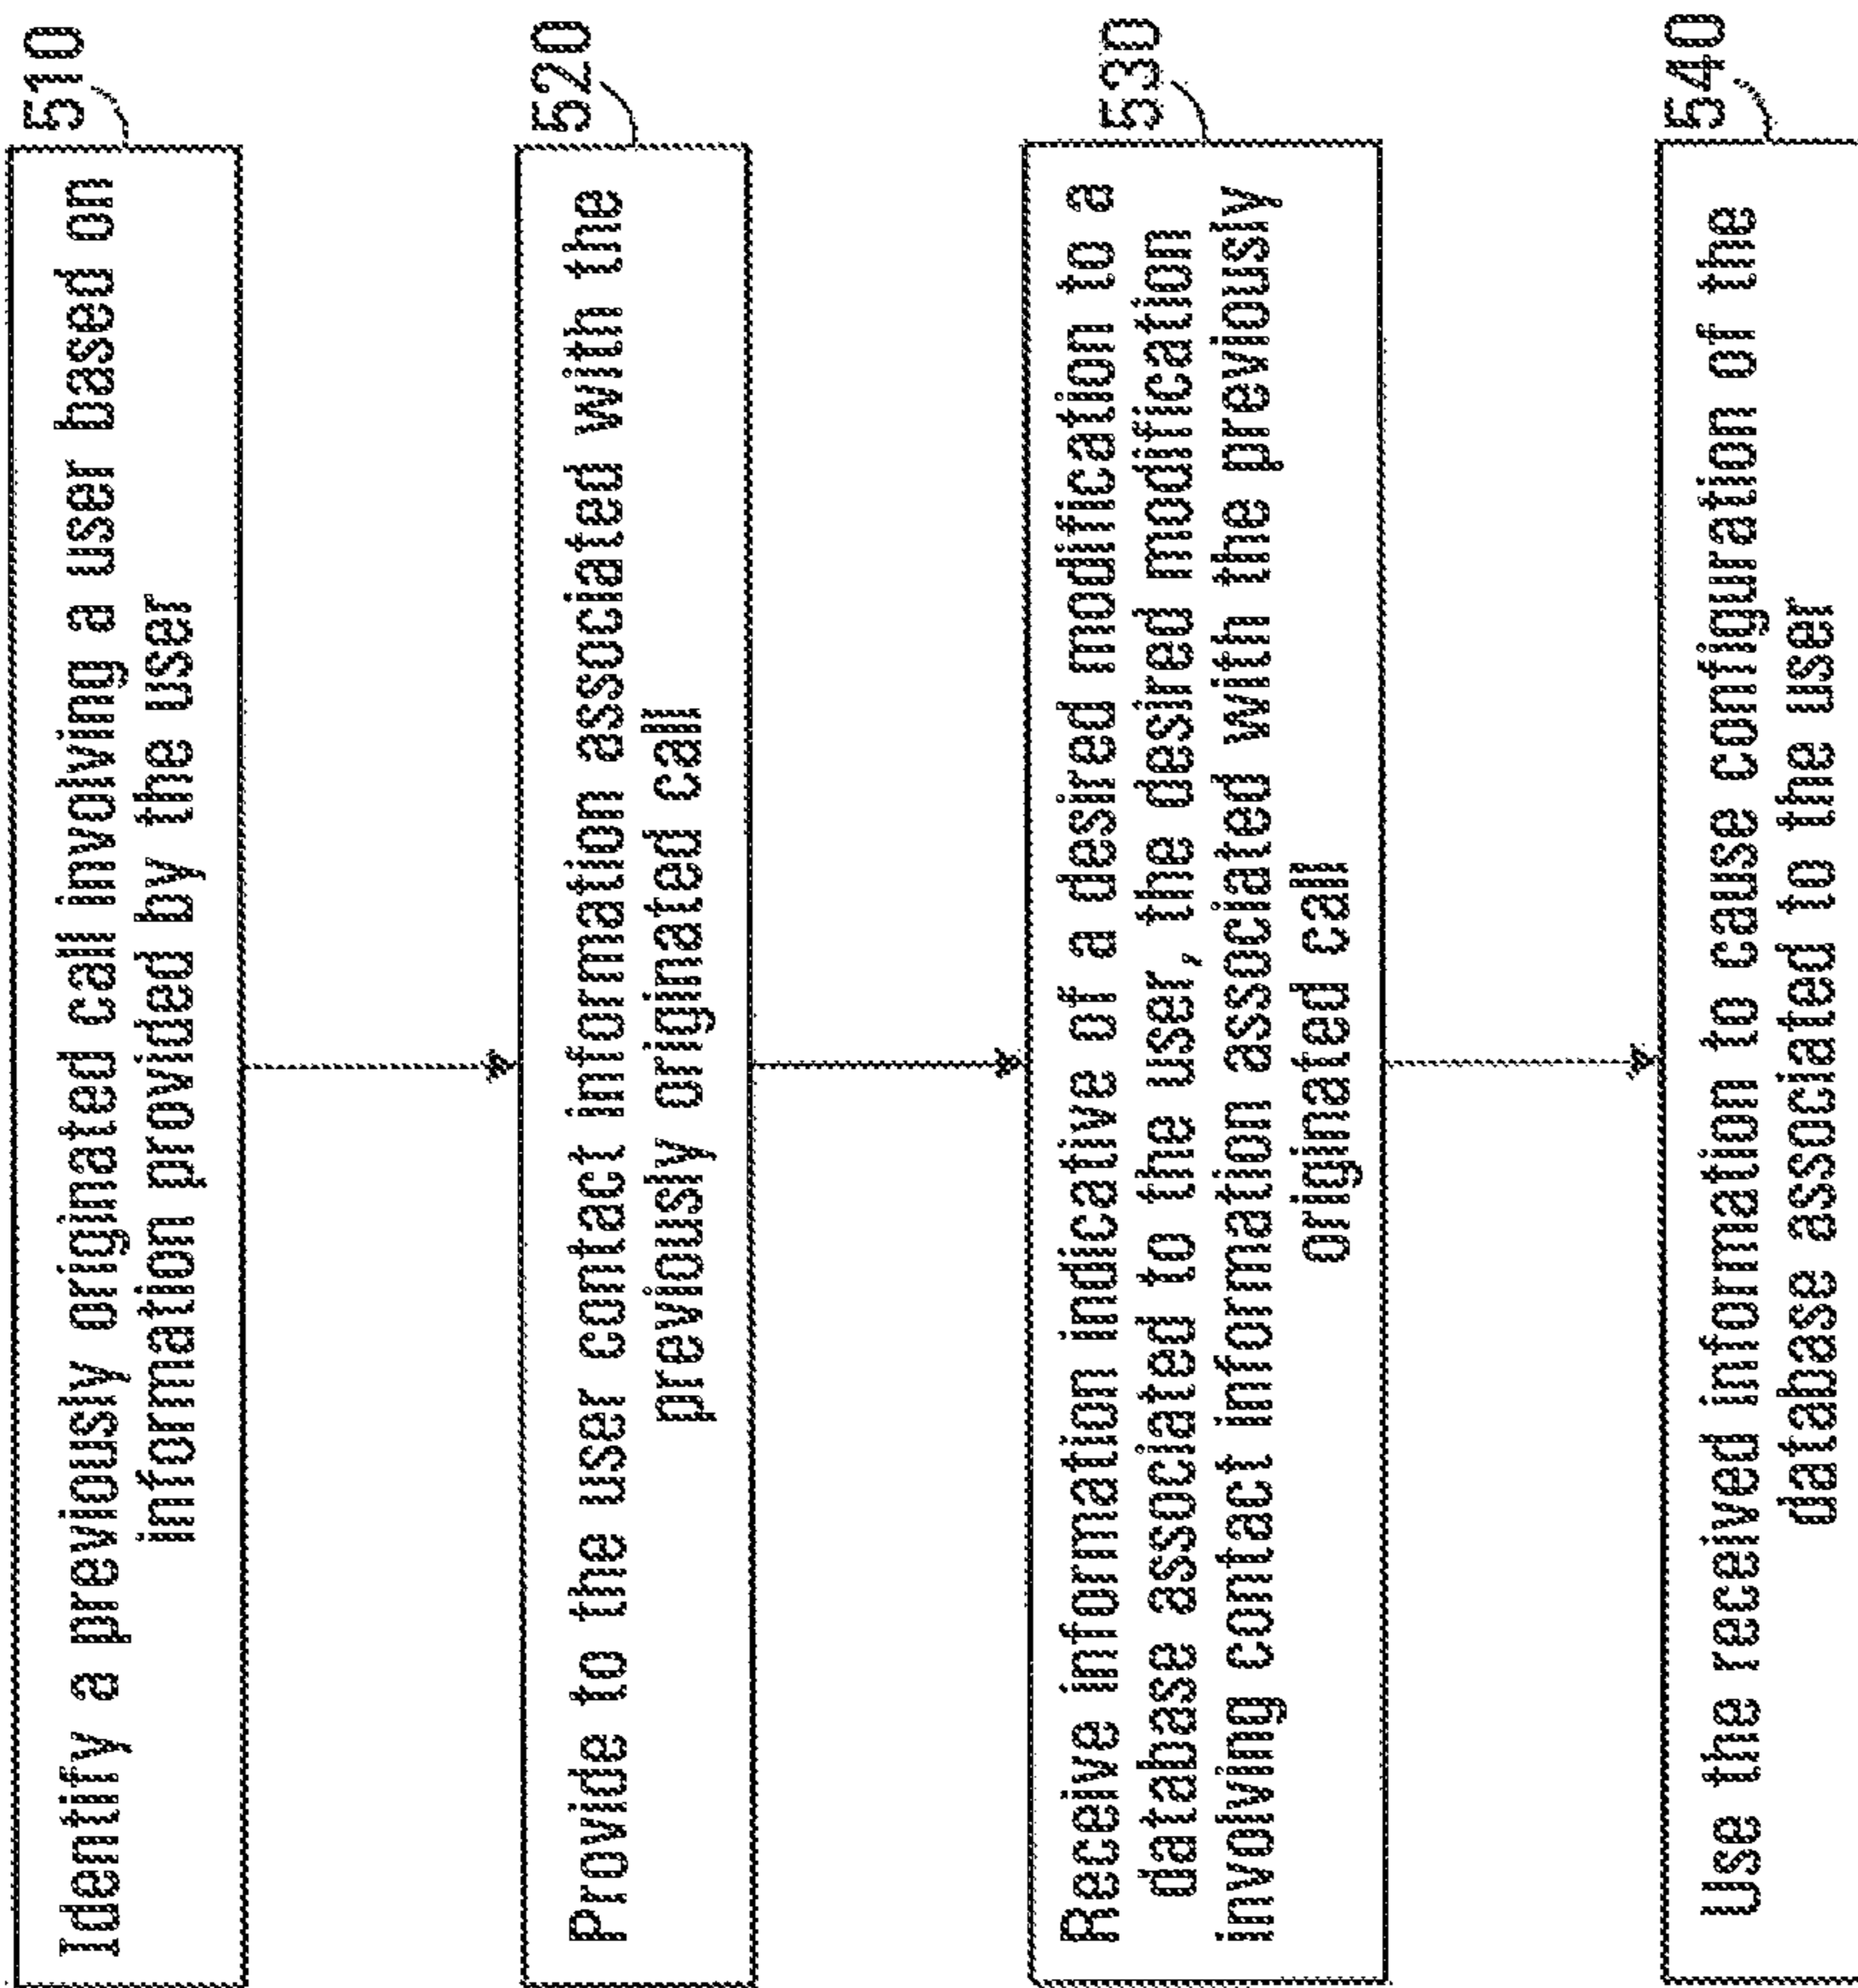 510
Identify a previously originated call involving a user based on
information provided by the user
520
Provide to the user contact information associated with the
previously originated call
530
Receive information indicative of a desired modification to a
database associated to the user, the desired modification
involving contact information associated with the previously
originated call
540
Use the received information to cause configuration of the
database associated to the user